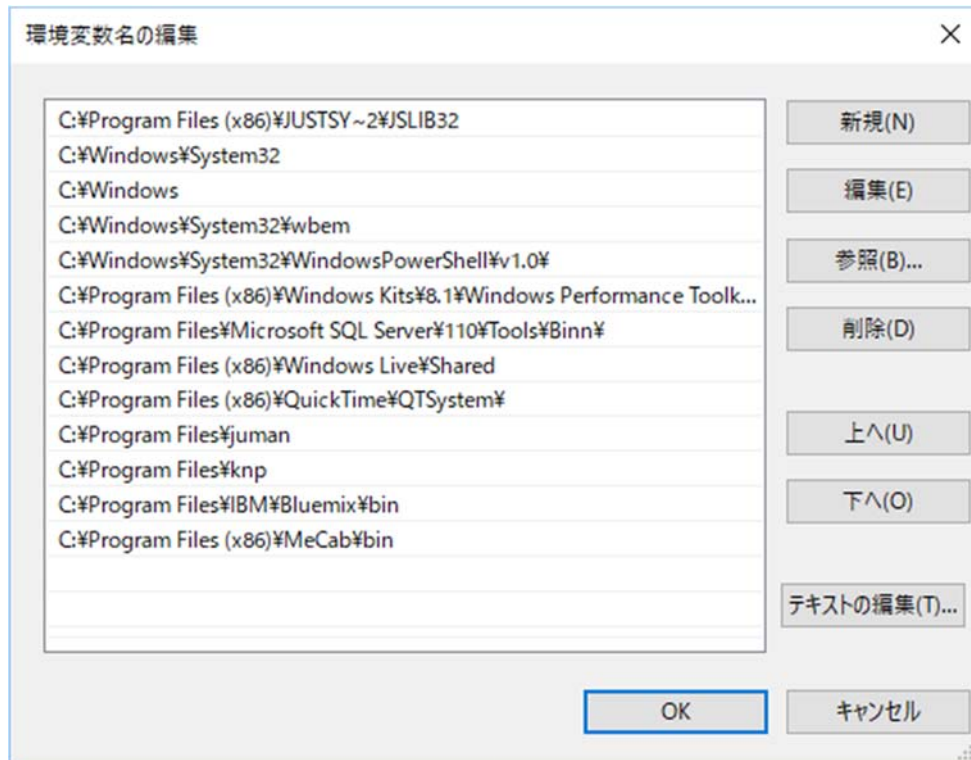 環境変数名の編集
C:¥Program Files (x86)¥JUSTSY~2¥JSLIB32
C:¥Windows¥System32
C:¥Windows
C:¥Windows¥System32¥wbem
C:¥Windows¥System32¥WindowsPowerShell¥v1.0¥
C:¥Program Files (x86)¥Windows Kits¥8.1¥Windows Performance Toolk...
C:¥Program Files¥Microsoft SQL Server¥110¥Tools¥Binn¥
C:¥Program Files (x86)¥Windows Live¥Shared
C:¥Program Files (x86)¥QuickTime¥QTSystem¥
C:¥Program Files¥juman
C:¥Program Files¥knp
C:¥Program Files¥IBM¥Bluemix¥bin
C:¥Program Files (x86)¥MeCab¥bin
新規(N)
編集(E)
参照(B)...
削除(D)
上へ(U)
下へ(O)
テキストの編集(T)...
OK
キャンセル